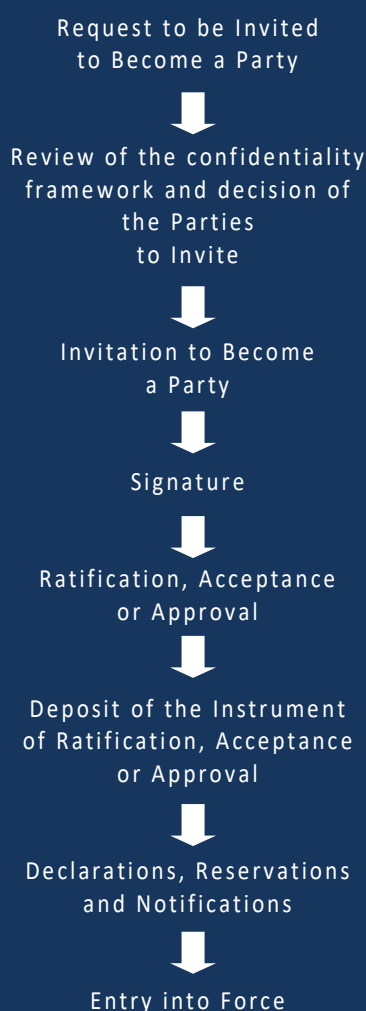 Request to be Invited
to Become a Party
Review of the confidentiality
framework and decision of
the Parties
to Invite
Invitation to Become
a Party
Signature
Ratification, Acceptance
or Approval
Deposit of the Instrument
of Ratification, Acceptance
or Approval
Declarations, Reservations
and Notifications
Entry into Force